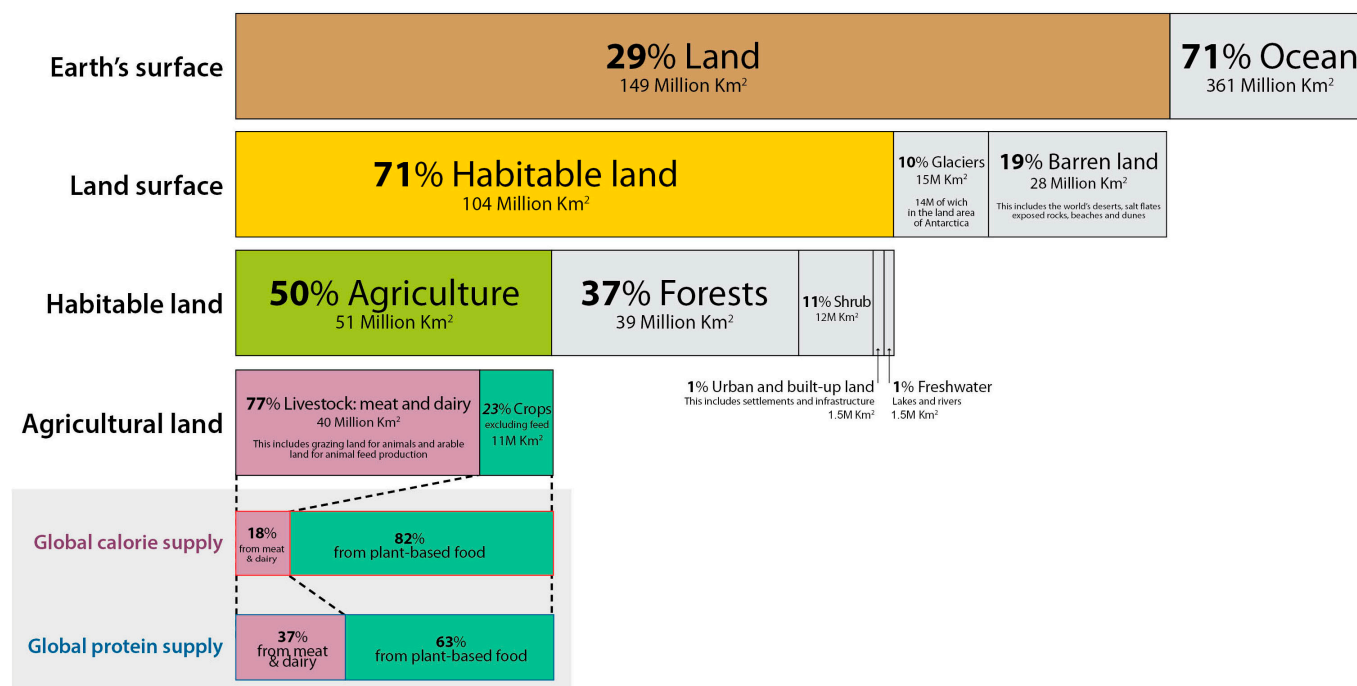 Earth's surface
29% Land
149 Million Km²
71% Ocean
361 Million Km²
Land surface
71% Habitable land
104 Million Km²
10% Glaciers
15M Km²
14M of wich
in the land area
of Antarctica
19% Barren land
28 Million Km²
This includes the world's deserts, salt flates
exposed rocks, beaches and dunes
Habitable land
50% Agriculture
51 Million Km²
37% Forests
39 Million Km²
11% Shrub
12M Km²
1% Urban and built-up land
This includes settlements and infrastructure
1.5M Km²
1% Freshwater
Lakes and rivers
1.5M Km²
Agricultural land
77% Livestock: meat and dairy
40 Million Km²
This includes grazing land for animals and arable
land for animal feed production
23% Crops
excluding feed
11M Km²
Global calorie supply
18%
from meat
& dairy
82%
from plant-based food
Global protein supply
37%
from meat
& dairy
63%
from plant-based food